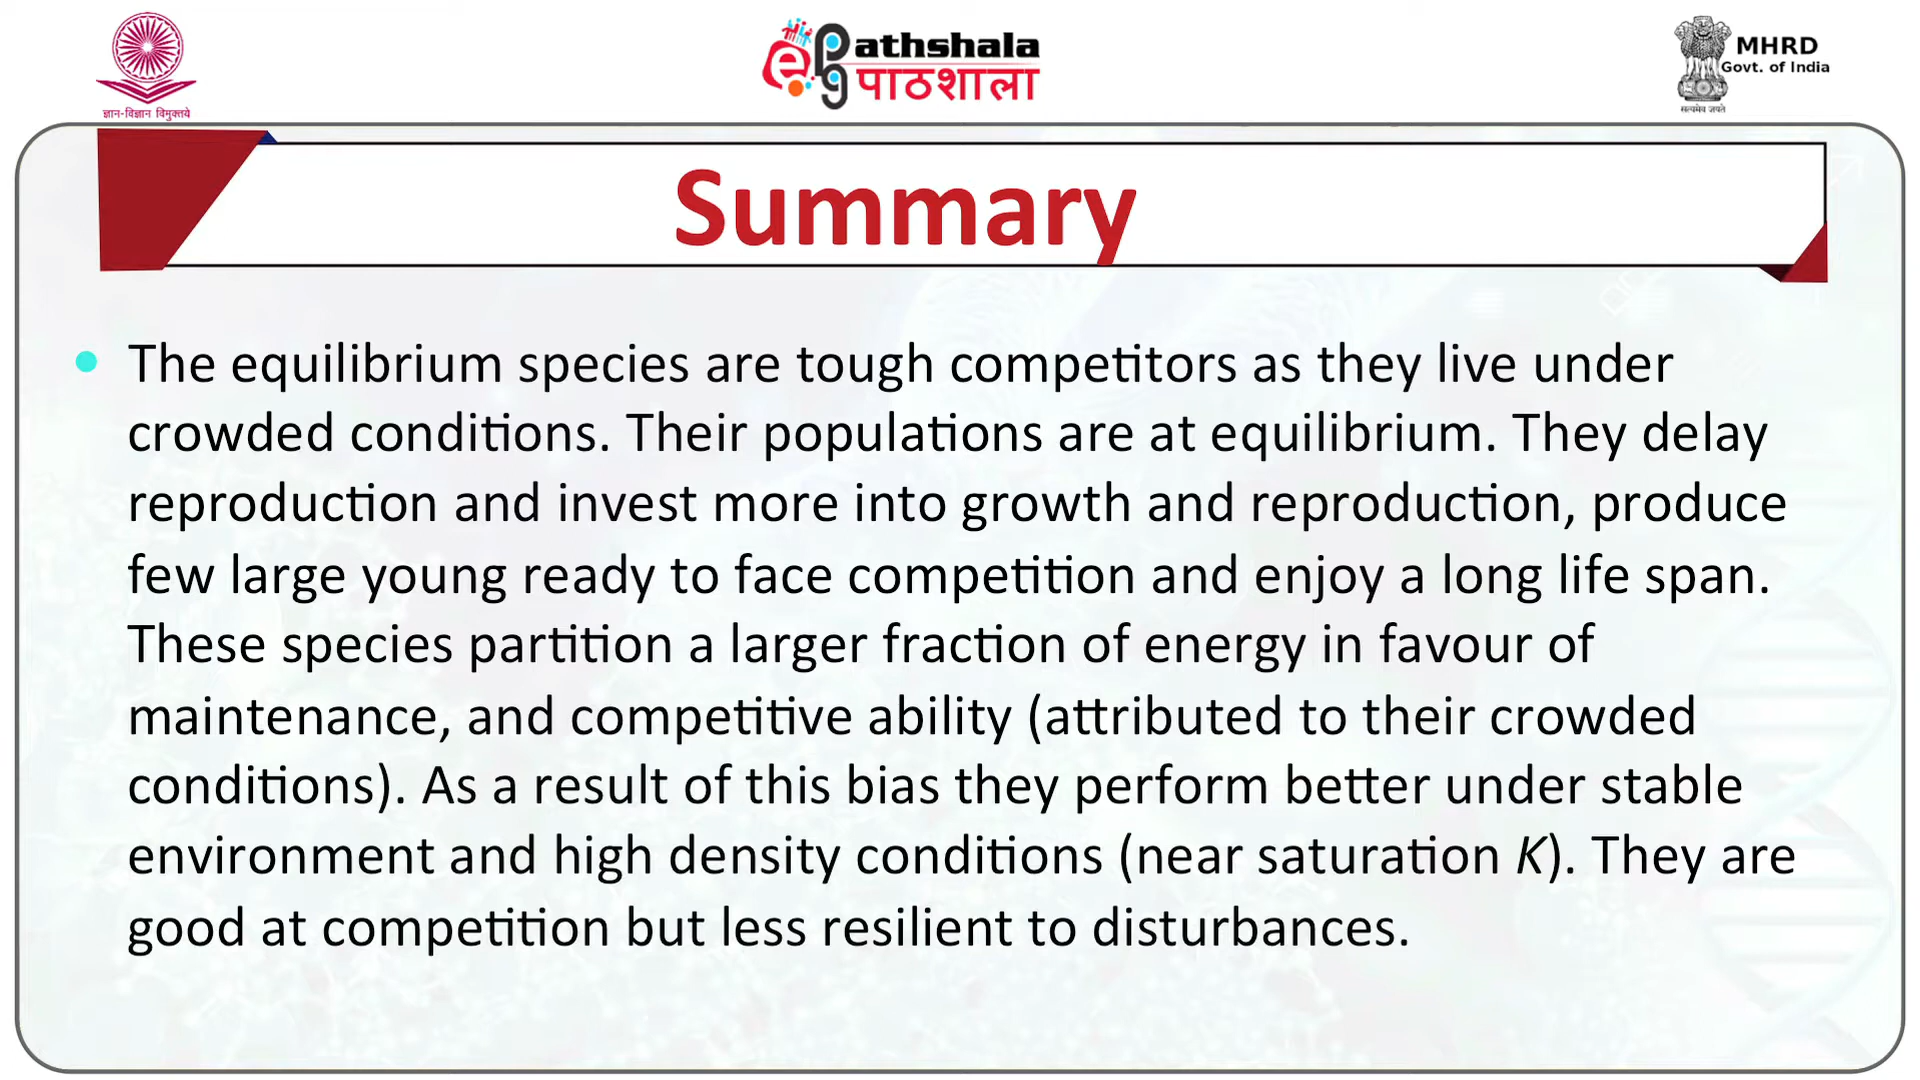 ज्ञान-विज्ञान विमुक्तये
ePG Pathshala
पाठशाला
MHRD
Govt. of India
सत्यमेव जयते
Summary
• The equilibrium species are tough competitors as they live under
crowded conditions. Their populations are at equilibrium. They delay
reproduction and invest more into growth and reproduction, produce
few large young ready to face competition and enjoy a long life span.
These species partition a larger fraction of energy in favour of
maintenance, and competitive ability (attributed to their crowded
conditions). As a result of this bias they perform better under stable
environment and high density conditions (near saturation K). They are
good at competition but less resilient to disturbances.